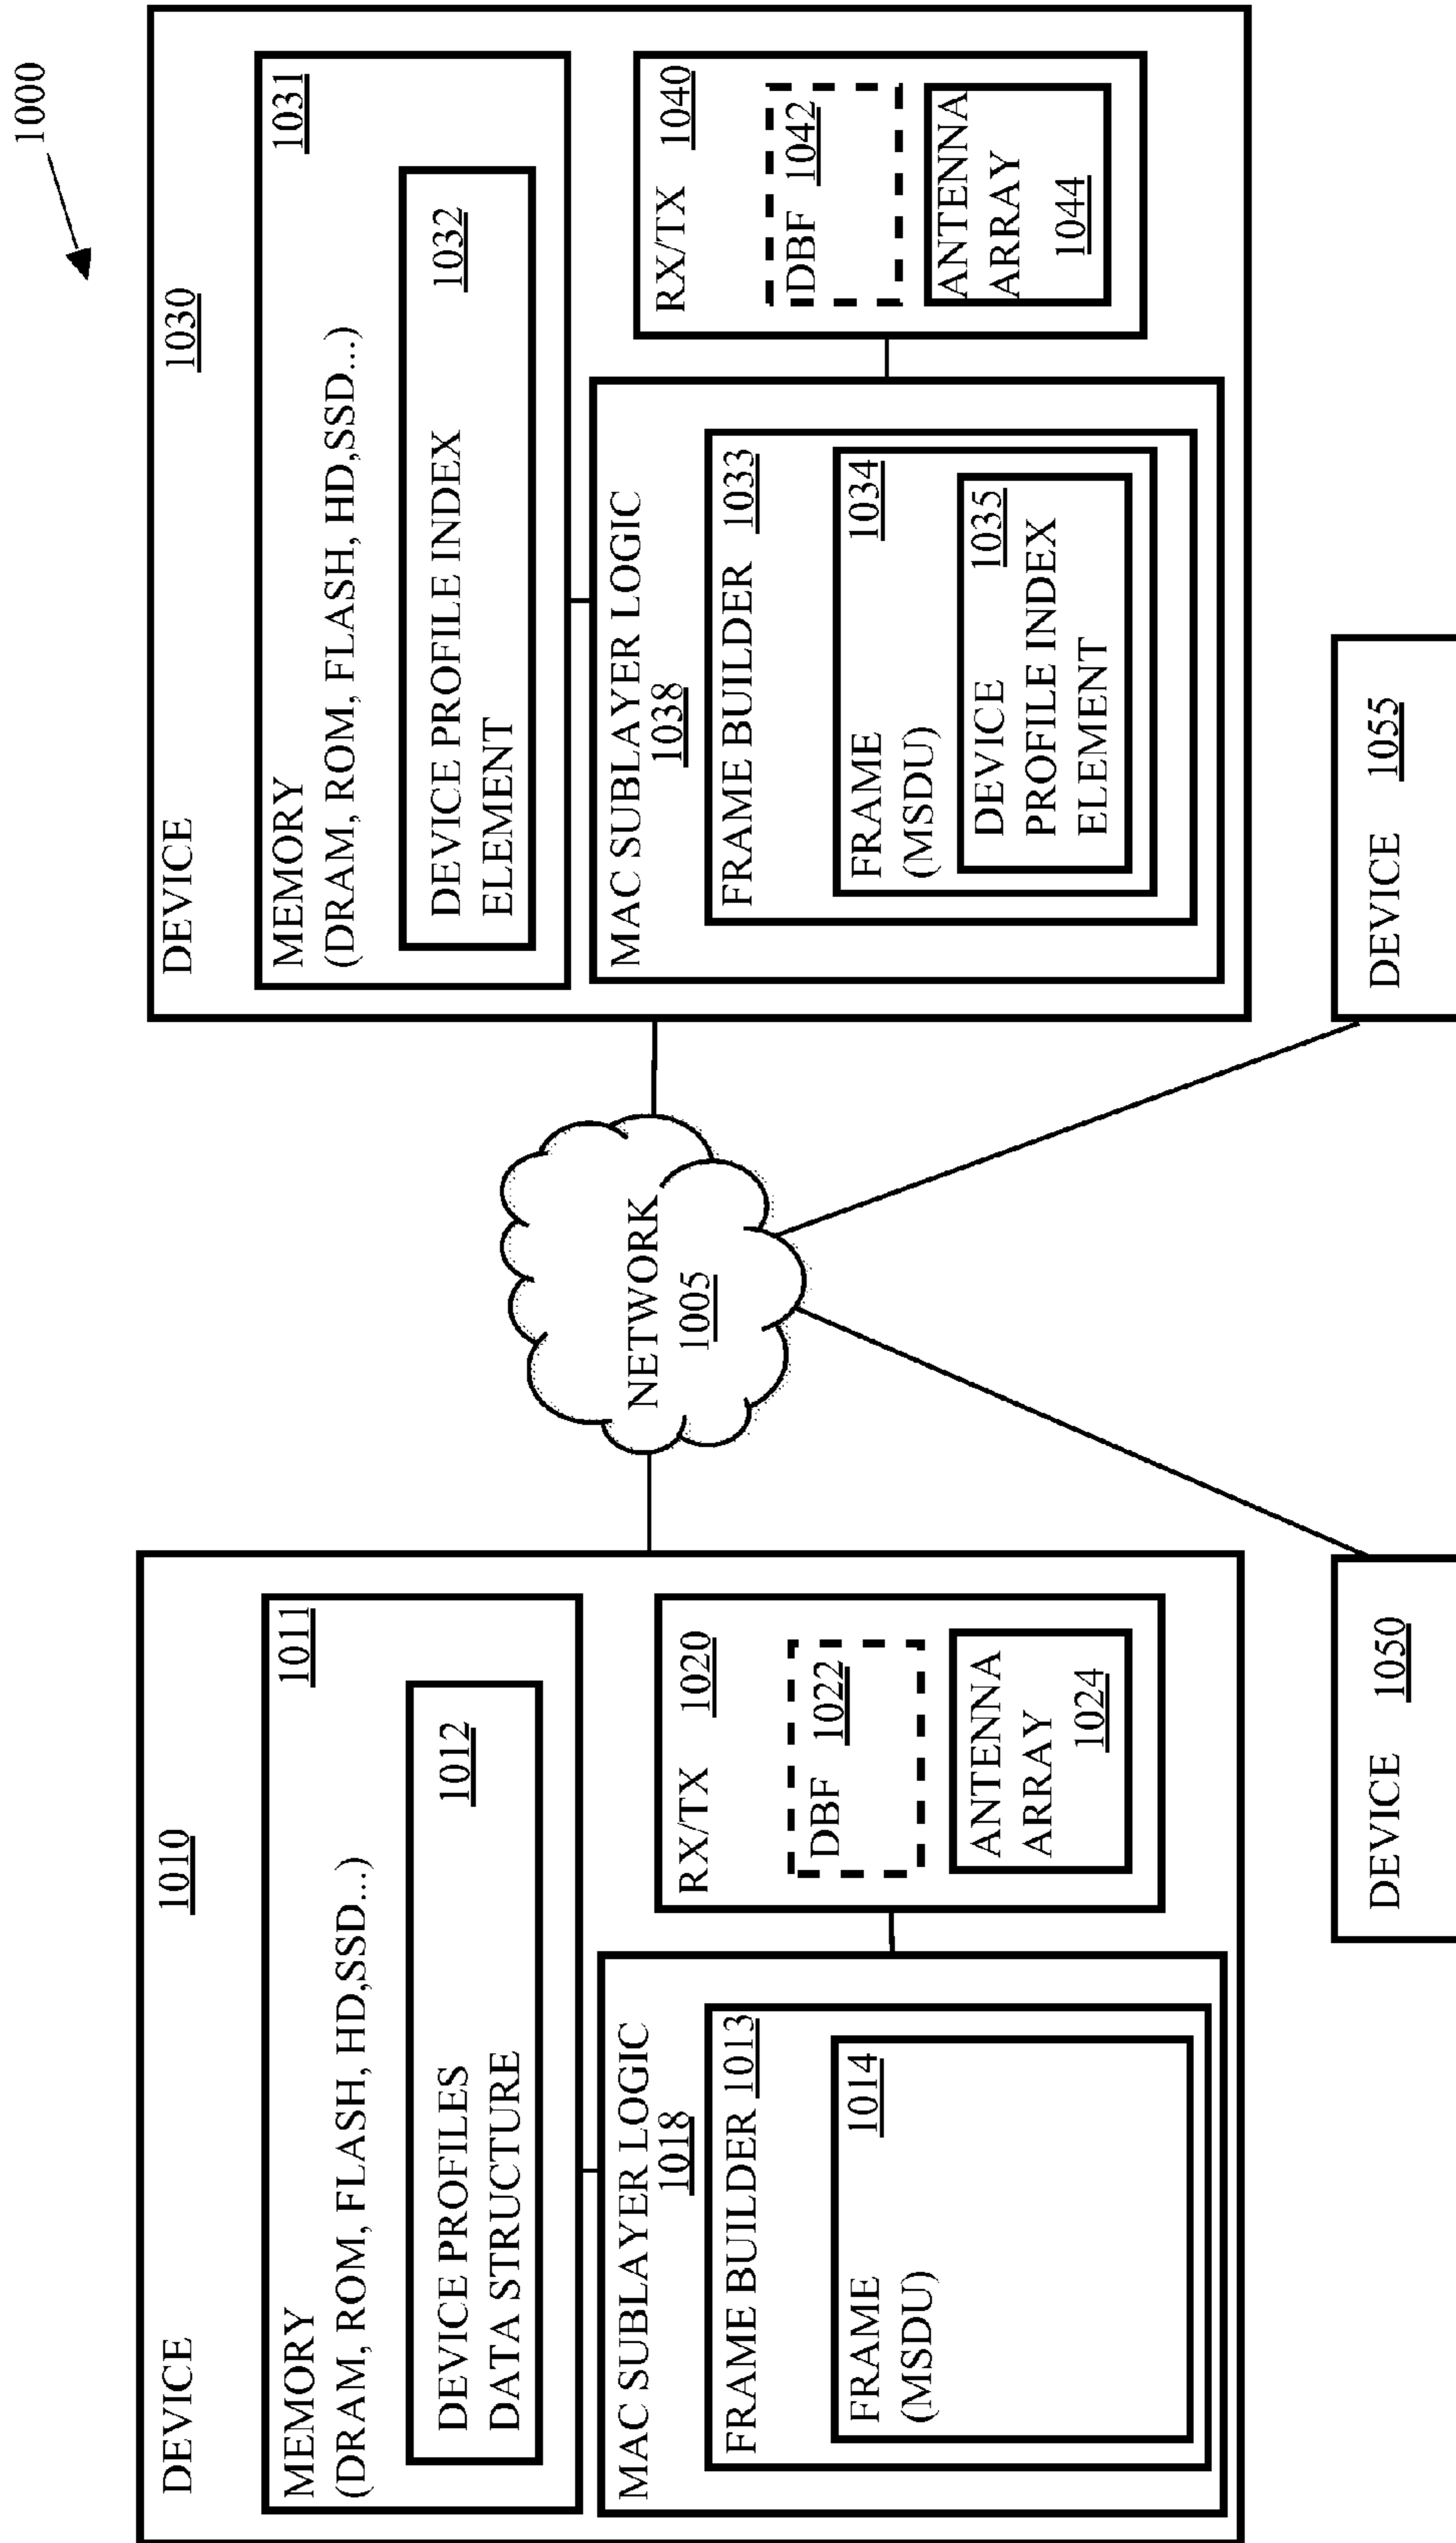 1000
DEVICE 1010
MEMORY 1011
(DRAM, ROM, FLASH, HD,SSD...)
DEVICE PROFILES 1012
DATA STRUCTURE
MAC SUBLAYER LOGIC
1018
FRAME BUILDER 1013
FRAME 1014
(MSDU)
RX/TX 1020
DBF 1022
ANTENNA
ARRAY 1024
NETWORK
1005
DEVICE 1030
MEMORY 1031
(DRAM, ROM, FLASH, HD,SSD...)
DEVICE PROFILE INDEX 1032
ELEMENT
MAC SUBLAYER LOGIC
1038
FRAME BUILDER 1033
FRAME 1034
(MSDU)
DEVICE 1035
PROFILE INDEX
ELEMENT
RX/TX 1040
DBF 1042
ANTENNA
ARRAY
1044
DEVICE 1050
DEVICE 1055